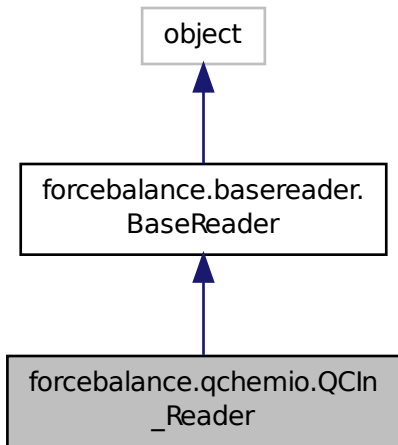 object
forcebalance.basereader.
BaseReader
forcebalance.qchemio.QCIn
_Reader